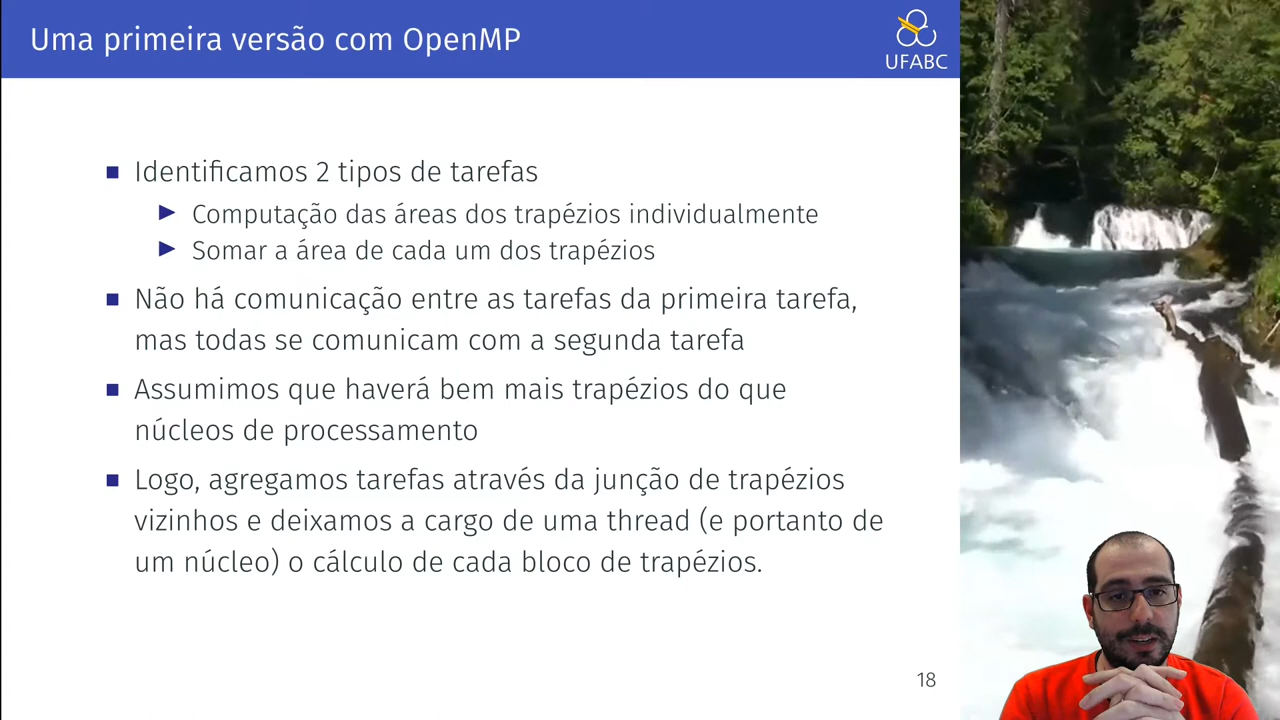 Uma primeira versão com OpenMP
UFABC
Identificamos 2 tipos de tarefas
Computação das áreas dos trapézios individualmente
Somar a área de cada um dos trapézios
Não há comunicação entre as tarefas da primeira tarefa,
mas todas se comunicam com a segunda tarefa
Assumimos que haverá bem mais trapézios do que
núcleos de processamento
Logo, agregamos tarefas através da junção de trapézios
vizinhos e deixamos a cargo de uma thread (e portanto de
um núcleo) o cálculo de cada bloco de trapézios.
18